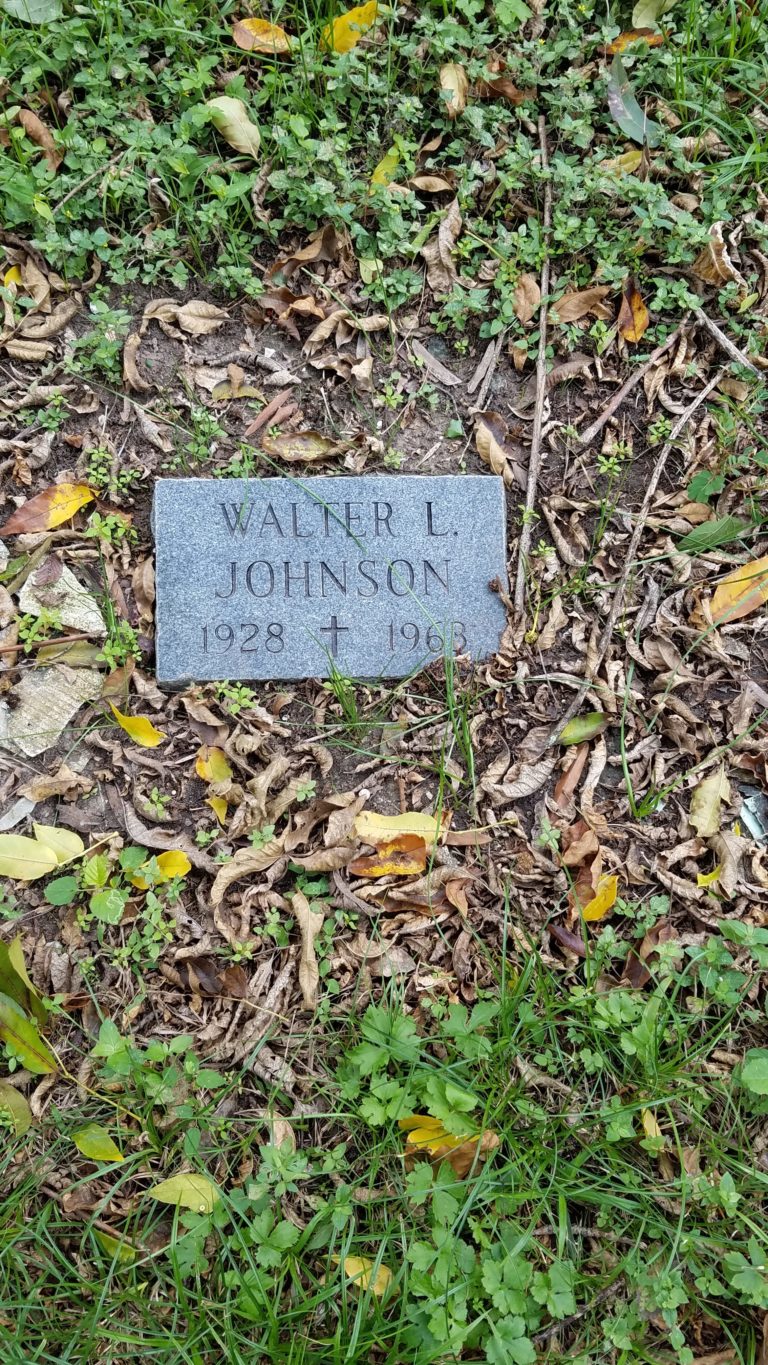 WALTER L.
JOHNSON
1928 ✝ 1963